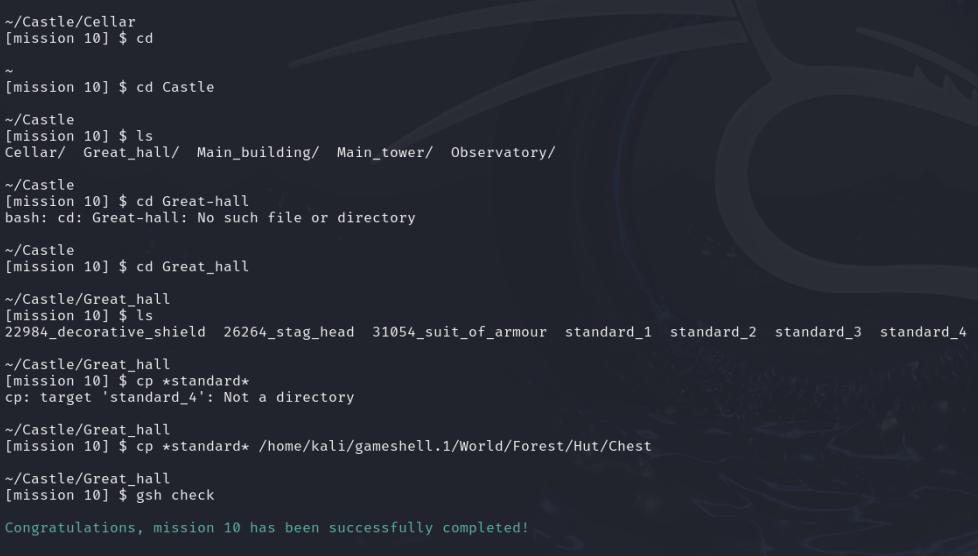 ~/Castle/Cellar
[mission 10] $ cd
~
[mission 10] $ cd Castle
~/Castle
[mission 10] $ ls
Cellar/  Great_hall/  Main_building/  Main_tower/  Observatory/
~/Castle
[mission 10] $ cd Great-hall
bash: cd: Great-hall: No such file or directory
~/Castle
[mission 10] $ cd Great_hall
~/Castle/Great_hall
[mission 10] $ ls
22984_decorative_shield  26264_stag_head  31054_suit_of_armour  standard_1  standard_2  standard_3  standard_4
~/Castle/Great_hall
[mission 10] $ cp *standard*
cp: target 'standard_4': Not a directory
~/Castle/Great_hall
[mission 10] $ cp *standard* /home/kali/gameshell.1/World/Forest/Hut/Chest
~/Castle/Great_hall
[mission 10] $ gsh check
Congratulations, mission 10 has been successfully completed!